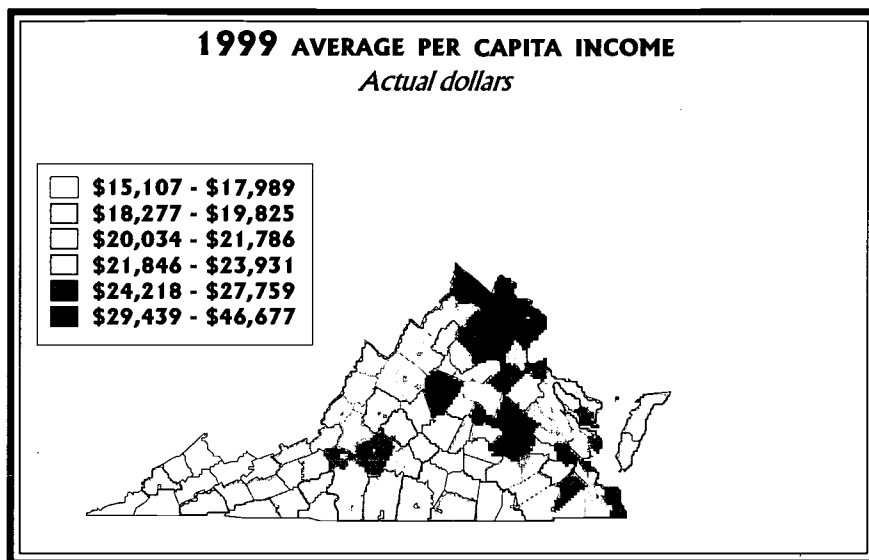 1999 AVERAGE PER CAPITA INCOME
Actual dollars
$15,107 - $17,989
$18,277 - $19,825
$20,034 - $21,786
$21,846 - $23,931
$24,218 - $27,759
$29,439 - $46,677